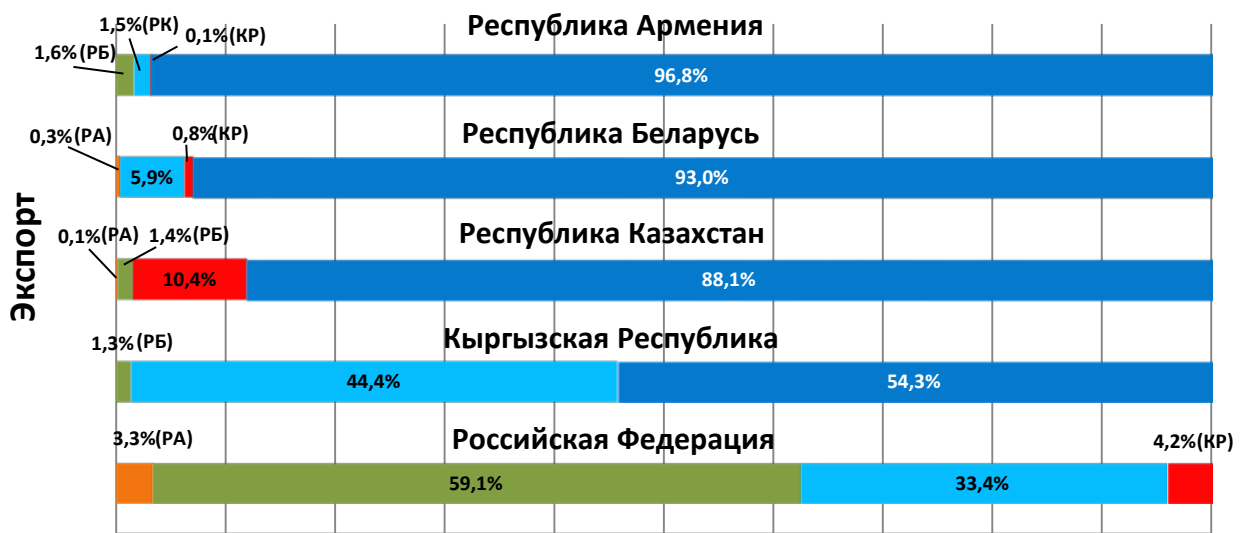 Экспорт
Республика Армения
1,6% (РБ)
1,5%(РК)
0,1%(КР)
96,8%
Республика Беларусь
0,3%(РА)
5,9%
0,8%(КР)
93,0%
Республика Казахстан
0,1%(РА)
1,4%(РБ)
10,4%
88,1%
Кыргызская Республика
1,3% (РБ)
44,4%
54,3%
Российская Федерация
3,3%(РА)
59,1%
33,4%
4,2%(КР)